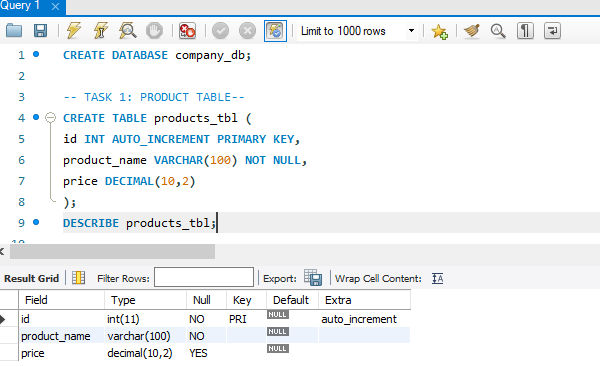 Query 1
Limit to 1000 rows
1 CREATE DATABASE company_db;
2
3 -- TASK 1: PRODUCT TABLE--
4 CREATE TABLE products_tbl (
5 id INT AUTO_INCREMENT PRIMARY KEY,
6 product_name VARCHAR(100) NOT NULL,
7 price DECIMAL(10,2)
8 );
9 DESCRIBE products_tbl;
10
Result Grid Filter Rows: Export: Wrap Cell Content: IA
Field Type Null Key Default Extra
id int(11) NO PRI NULL auto_increment
product_name varchar(100) NO NULL
price decimal(10,2) YES NULL